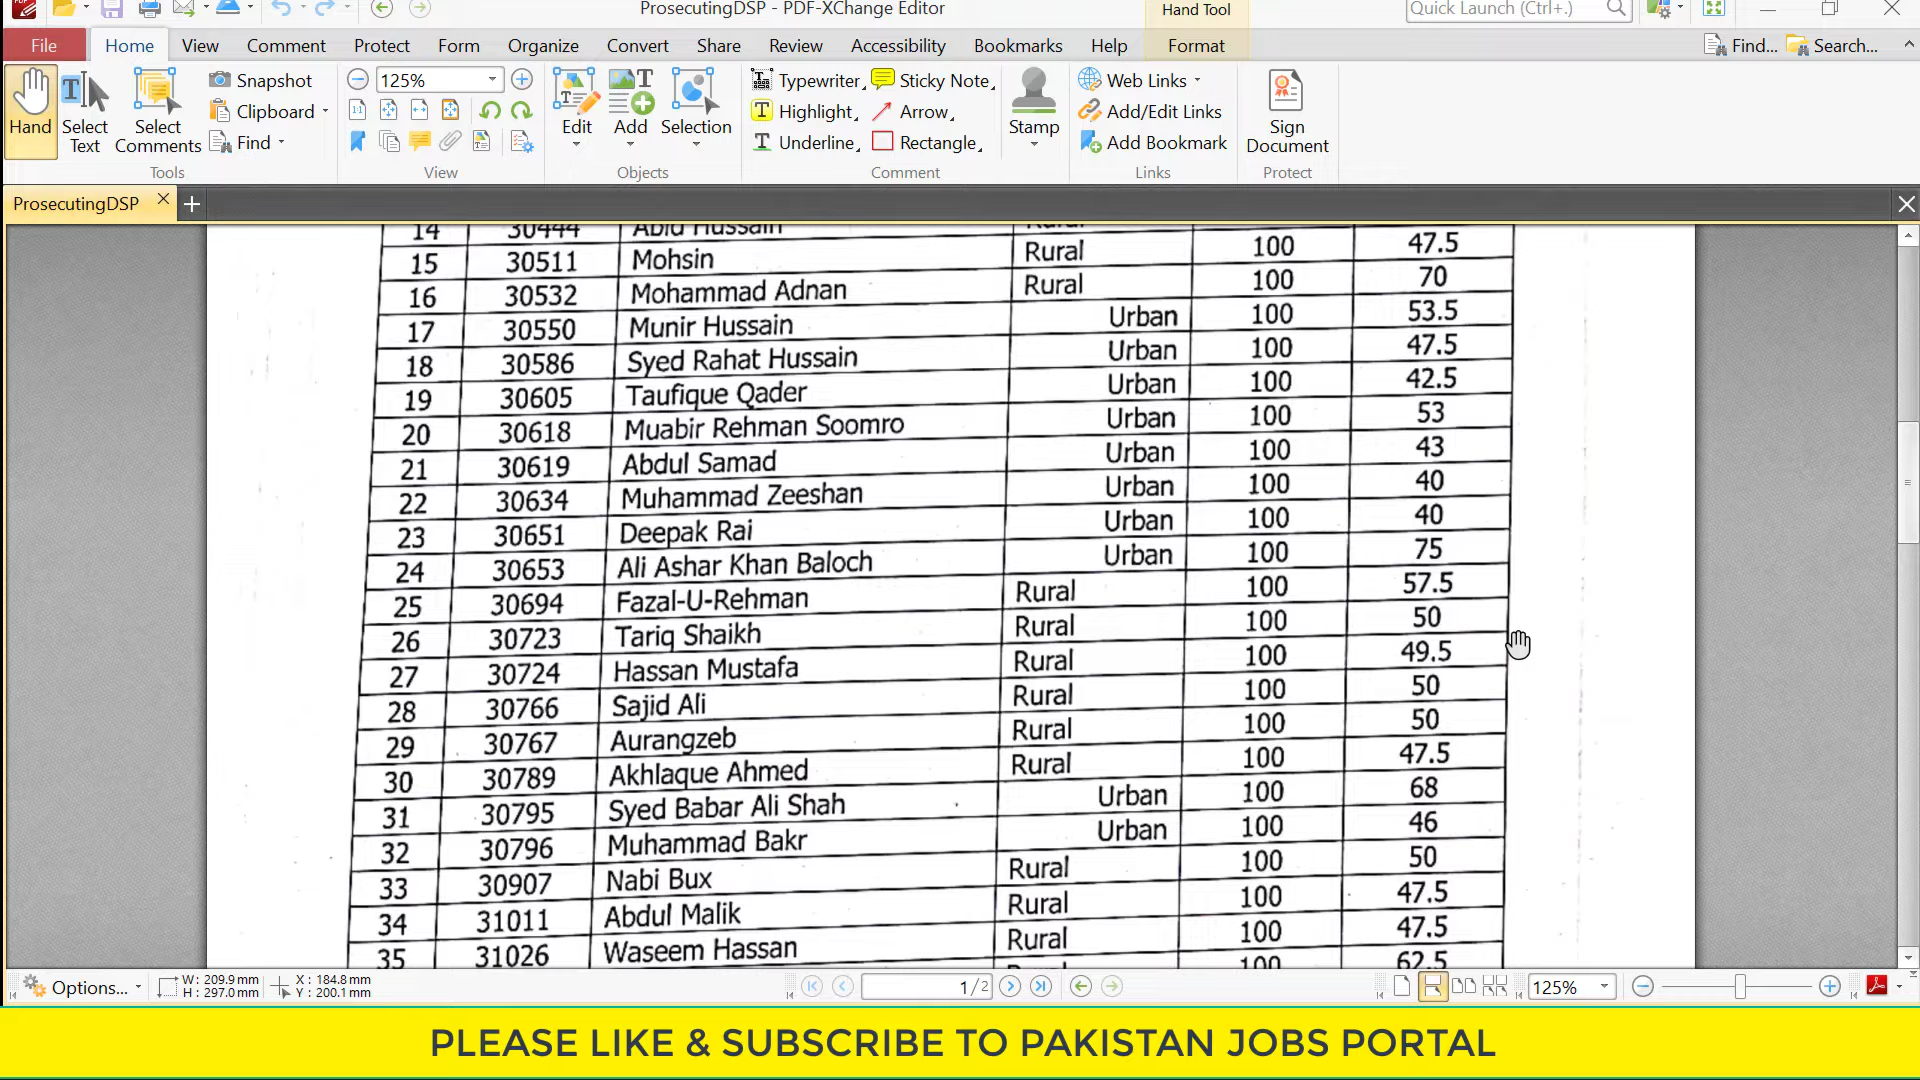 ProsecutingDSP - PDF-XChange Editor
Hand Tool
Quick Launch (Ctrl+.)
File Home View Comment Protect Form Organize Convert Share Review Accessibility Bookmarks Help Format Find... Search...
Hand
Select Text
Select Comments
Snapshot
Clipboard
Find
Tools
125%
View
Edit
Add
Selection
Objects
Typewriter
Highlight
Underline
Sticky Note
Arrow
Rectangle
Stamp
Comment
Web Links
Add/Edit Links
Add Bookmark
Links
Sign Document
Protect
ProsecutingDSP
14 30444 Abid Hussain
15 30511 Mohsin Rural 100 47.5
16 30532 Mohammad Adnan Rural 100 70
17 30550 Munir Hussain Urban 100 53.5
18 30586 Syed Rahat Hussain Urban 100 47.5
19 30605 Taufique Qader Urban 100 42.5
20 30618 Muabir Rehman Soomro Urban 100 53
21 30619 Abdul Samad Urban 100 43
22 30634 Muhammad Zeeshan Urban 100 40
23 30651 Deepak Rai Urban 100 40
24 30653 Ali Ashar Khan Baloch Urban 100 75
25 30694 Fazal-U-Rehman Rural 100 57.5
26 30723 Tariq Shaikh Rural 100 50
27 30724 Hassan Mustafa Rural 100 49.5
28 30766 Sajid Ali Rural 100 50
29 30767 Aurangzeb Rural 100 50
30 30789 Akhlaque Ahmed Rural 100 47.5
31 30795 Syed Babar Ali Shah Urban 100 68
32 30796 Muhammad Bakr Urban 100 46
33 30907 Nabi Bux Rural 100 50
34 31011 Abdul Malik Rural 100 47.5
35 31026 Waseem Hassan Rural 100 47.5
100 62.5
Options...
W: 209.9 mm
H: 297.0 mm
X: 184.8 mm
Y: 200.1 mm
1 / 2
125%
PLEASE LIKE & SUBSCRIBE TO PAKISTAN JOBS PORTAL